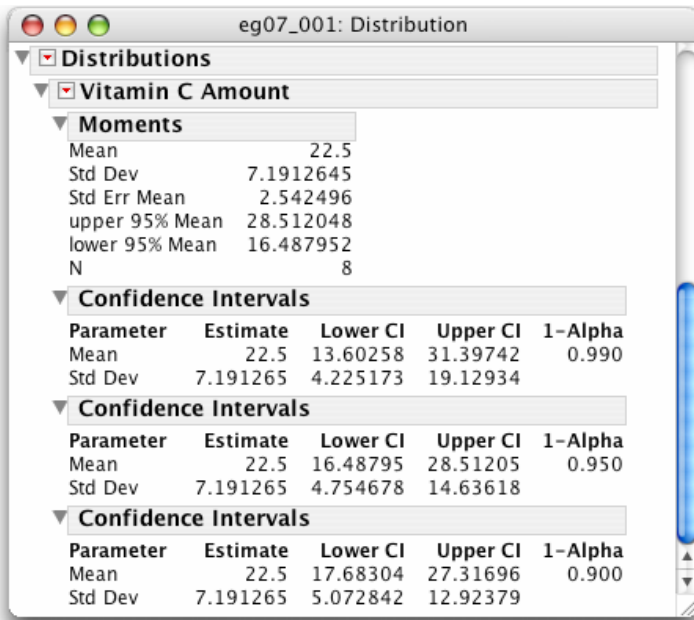 eg07_001: Distribution
Distributions
Vitamin C Amount
Moments
Mean 22.5
Std Dev 7.1912645
Std Err Mean 2.542496
upper 95% Mean 28.512048
lower 95% Mean 16.487952
N 8
Confidence Intervals
Parameter Estimate Lower CI Upper CI 1-Alpha
Mean 22.5 13.60258 31.39742 0.990
Std Dev 7.191265 4.225173 19.12934
Confidence Intervals
Parameter Estimate Lower CI Upper CI 1-Alpha
Mean 22.5 16.48795 28.51205 0.950
Std Dev 7.191265 4.754678 14.63618
Confidence Intervals
Parameter Estimate Lower CI Upper CI 1-Alpha
Mean 22.5 17.68304 27.31696 0.900
Std Dev 7.191265 5.072842 12.92379